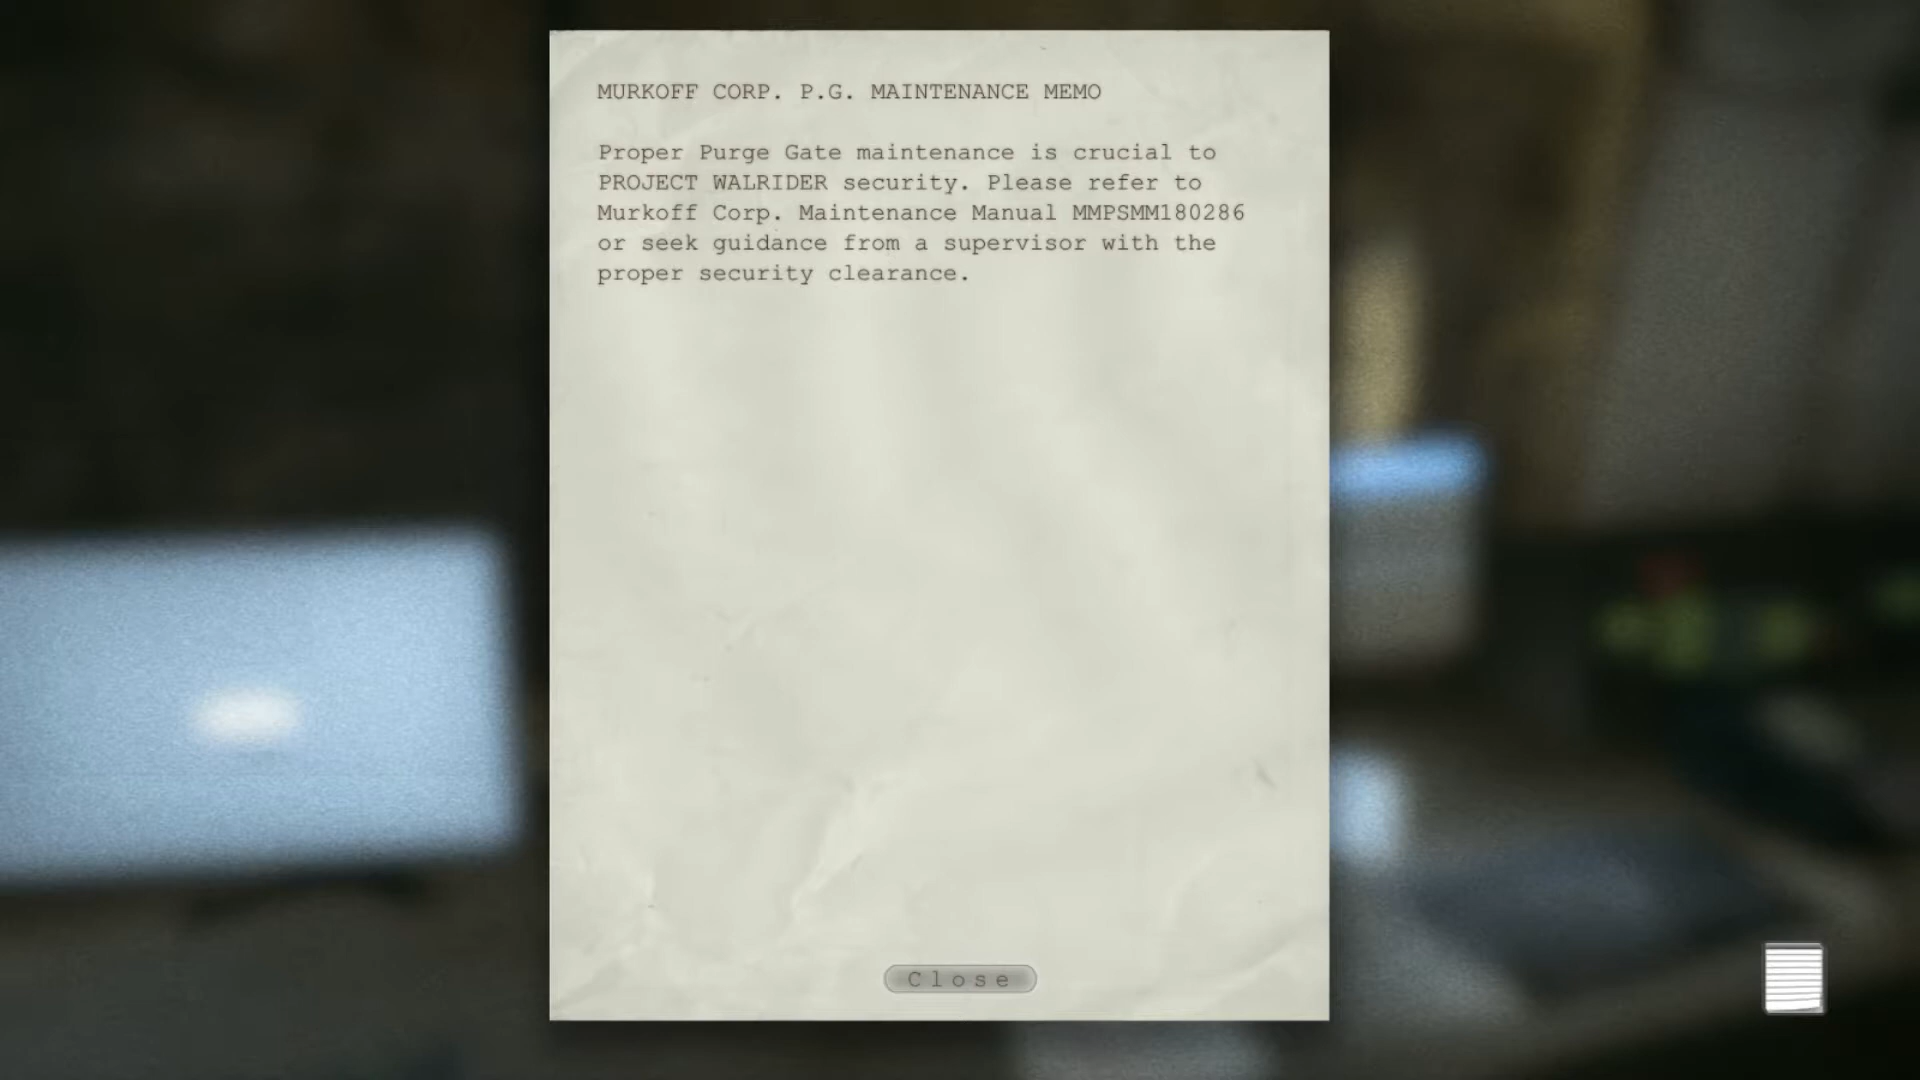 MURKOFF CORP. P.G. MAINTENANCE MEMO
Proper Purge Gate maintenance is crucial to
PROJECT WALRIDER security. Please refer to
Murkoff Corp. Maintenance Manual MMPSMM180286
or seek guidance from a supervisor with the
proper security clearance.
Close